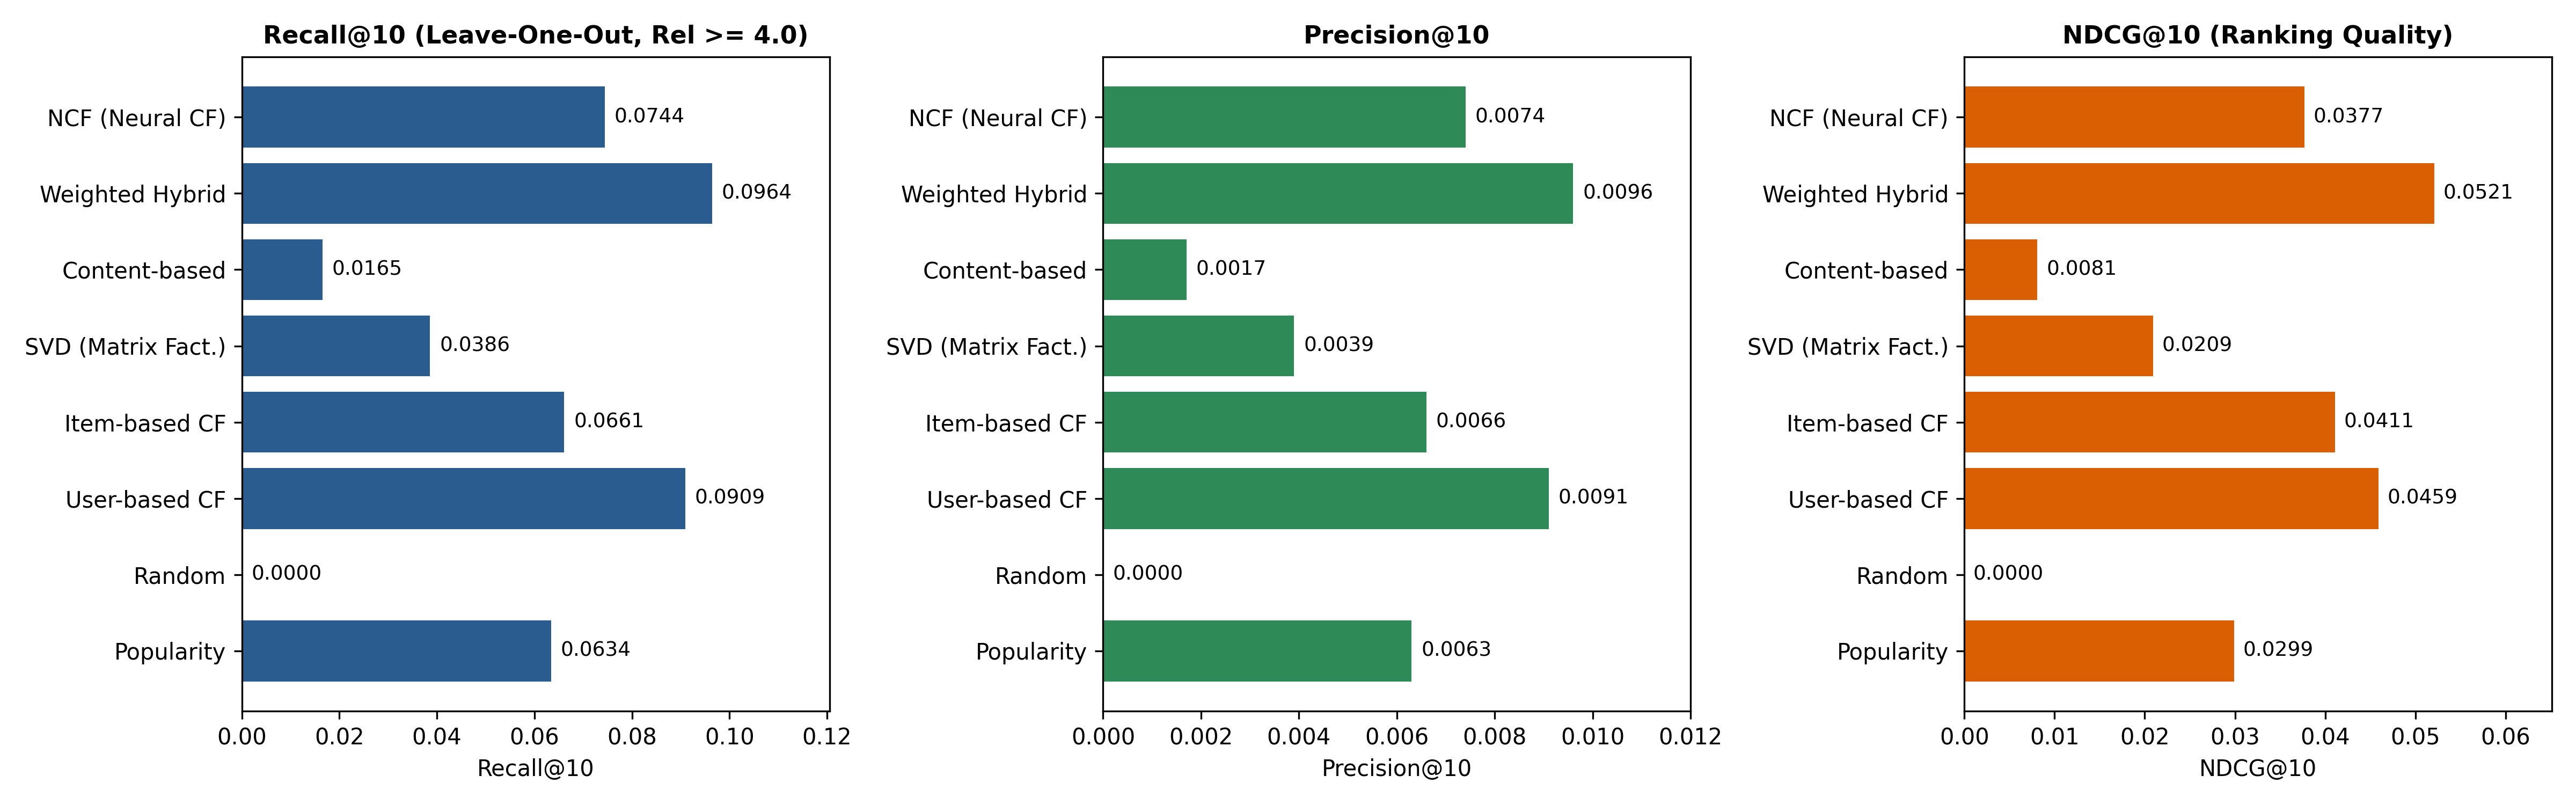 Recall@10 (Leave-One-Out, Rel >= 4.0)
NCF (Neural CF)
0.0744
Weighted Hybrid
0.0964
Content-based
0.0165
SVD (Matrix Fact.)
0.0386
Item-based CF
0.0661
User-based CF
0.0909
Random
0.0000
Popularity
0.0634
0.00 0.02 0.04 0.06 0.08 0.10 0.12
Recall@10
Precision@10
NCF (Neural CF)
0.0074
Weighted Hybrid
0.0096
Content-based
0.0017
SVD (Matrix Fact.)
0.0039
Item-based CF
0.0066
User-based CF
0.0091
Random
0.0000
Popularity
0.0063
0.000 0.002 0.004 0.006 0.008 0.010 0.012
Precision@10
NDCG@10 (Ranking Quality)
NCF (Neural CF)
0.0377
Weighted Hybrid
0.0521
Content-based
0.0081
SVD (Matrix Fact.)
0.0209
Item-based CF
0.0411
User-based CF
0.0459
Random
0.0000
Popularity
0.0299
0.00 0.01 0.02 0.03 0.04 0.05 0.06
NDCG@10